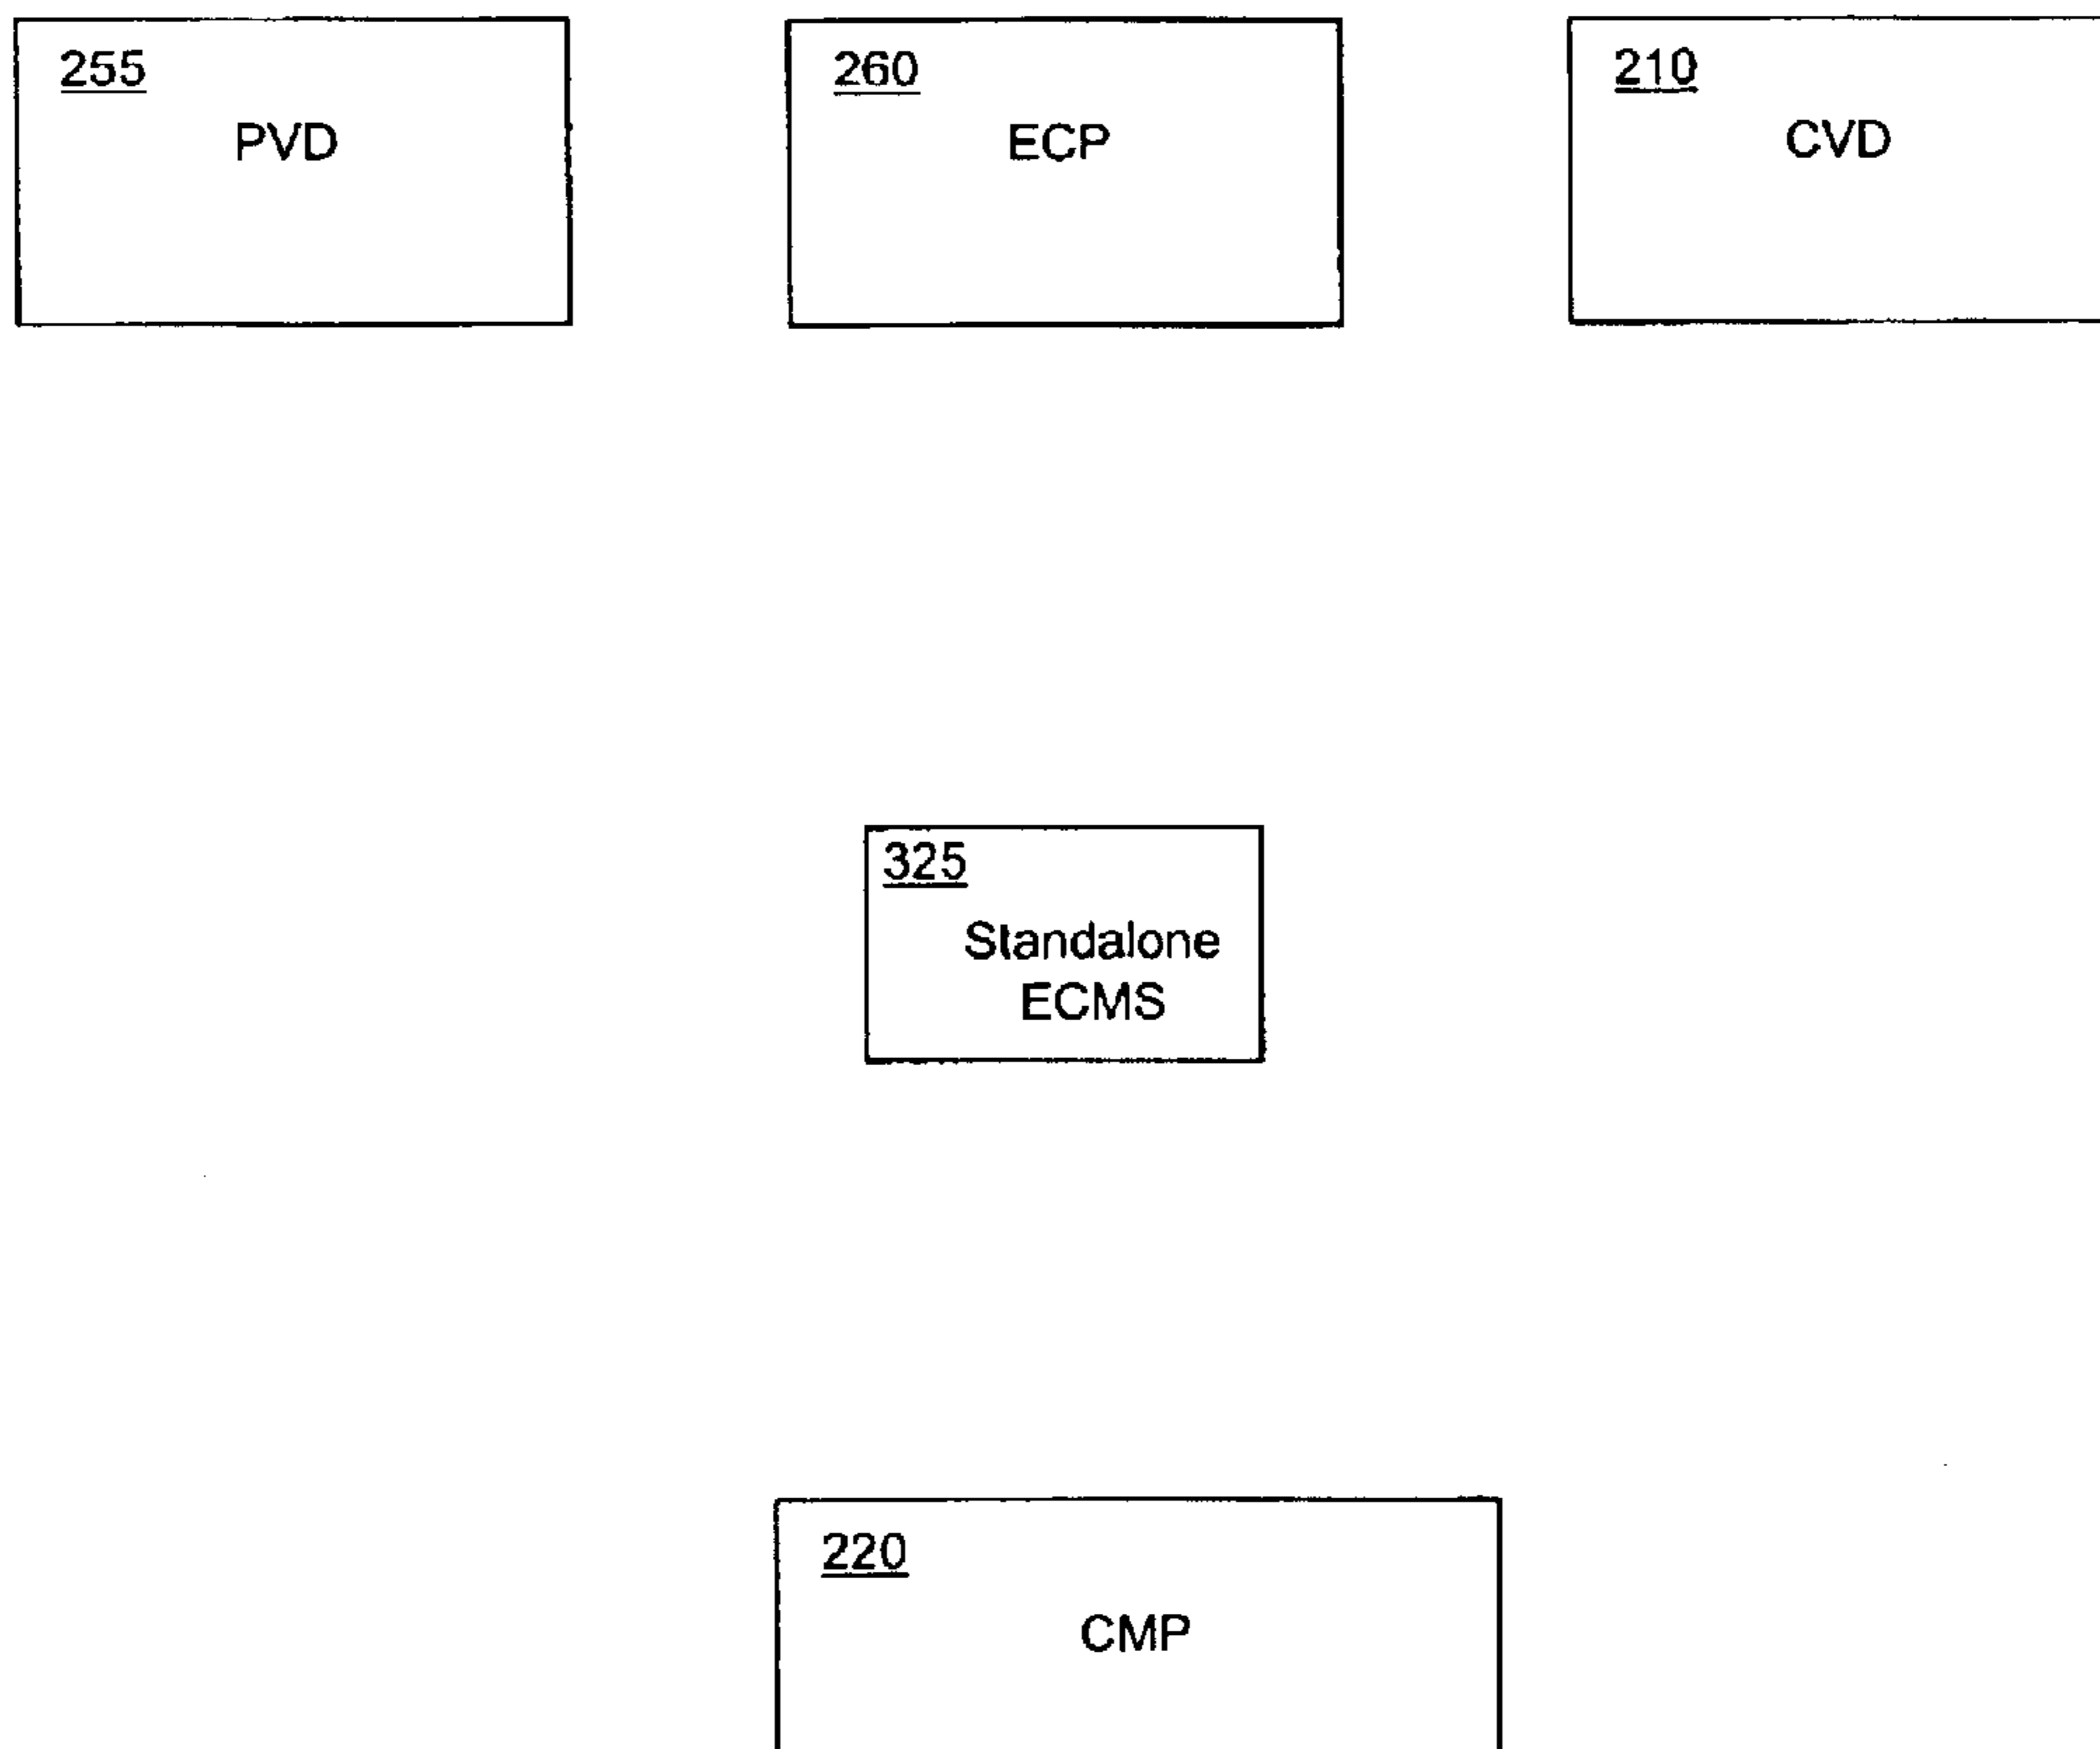 255
PVD
260
ECP
210
CVD
325
Standalone
ECMS
220
CMP